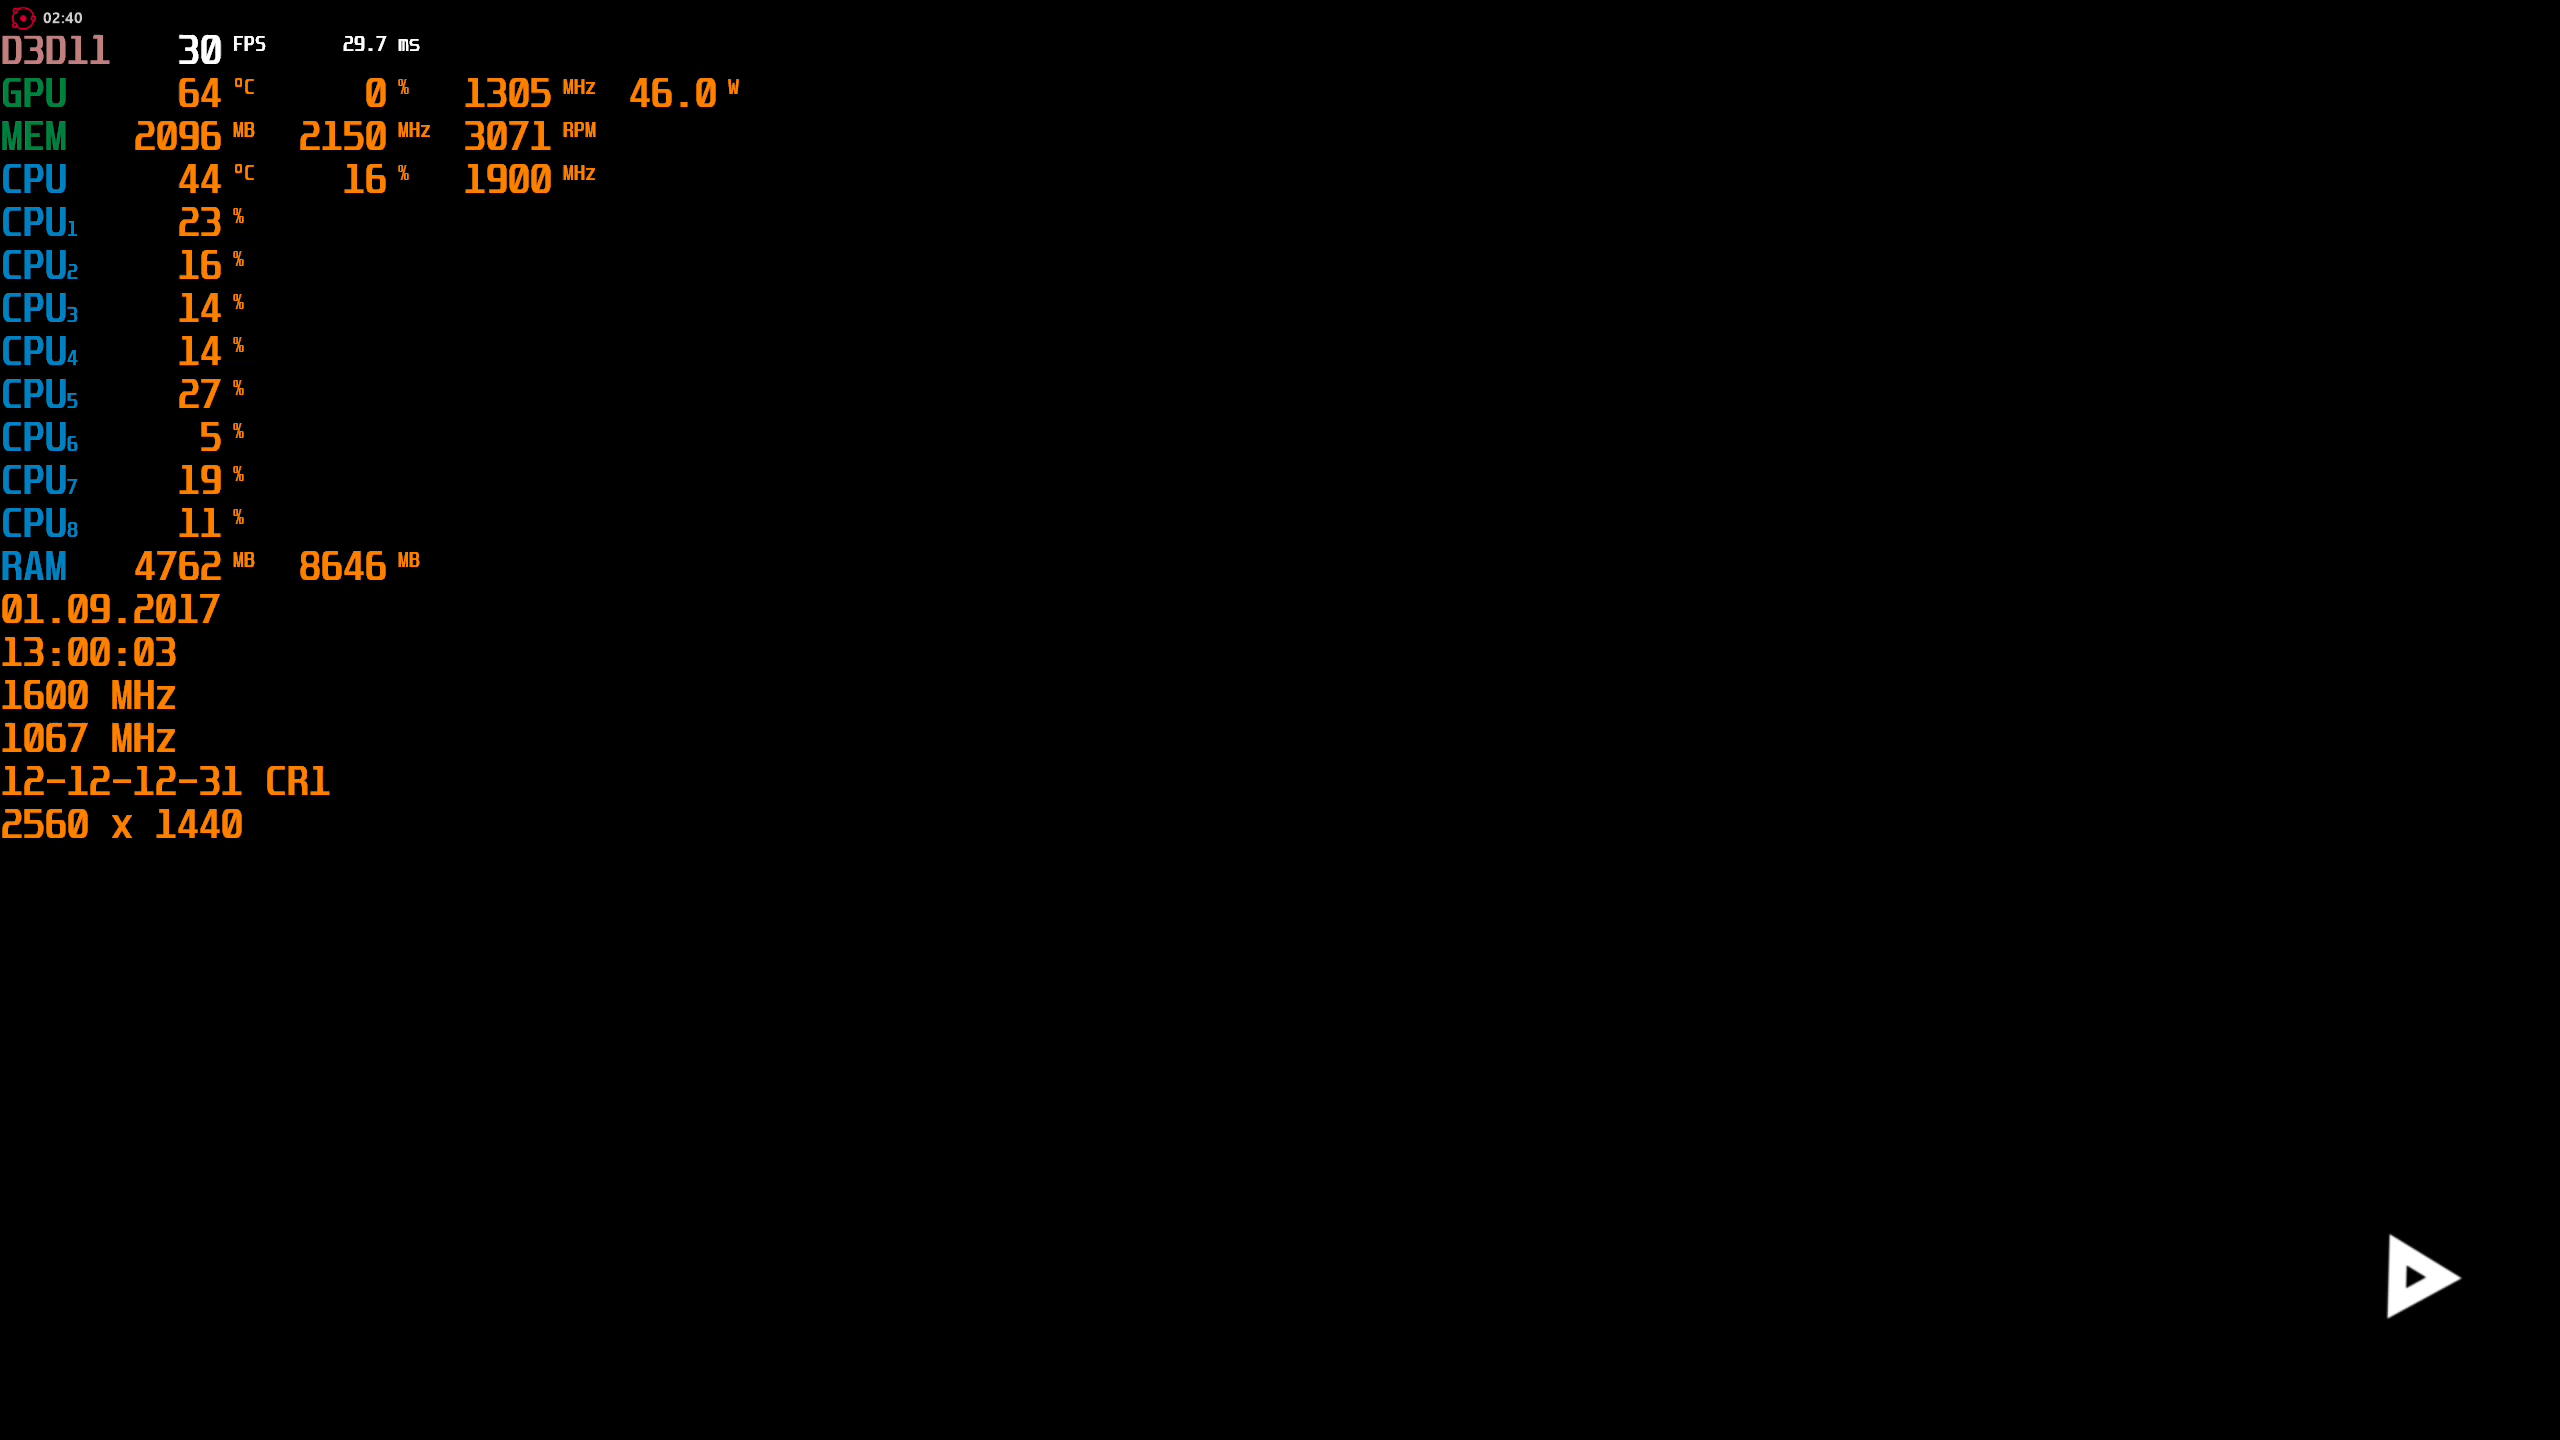 02:40
D3D11 30 FPS 29.7 ms
GPU 64 °C 0 % 1305 MHz 46.0 W
MEM 2096 MB 2150 MHz 3071 RPM
CPU 44 °C 16 % 1900 MHz
CPU1 23 %
CPU2 16 %
CPU3 14 %
CPU4 14 %
CPU5 27 %
CPU6 5 %
CPU7 19 %
CPU8 11 %
RAM 4762 MB 8646 MB
01.09.2017
13:00:03
1600 MHz
1067 MHz
12-12-12-31 CR1
2560 x 1440